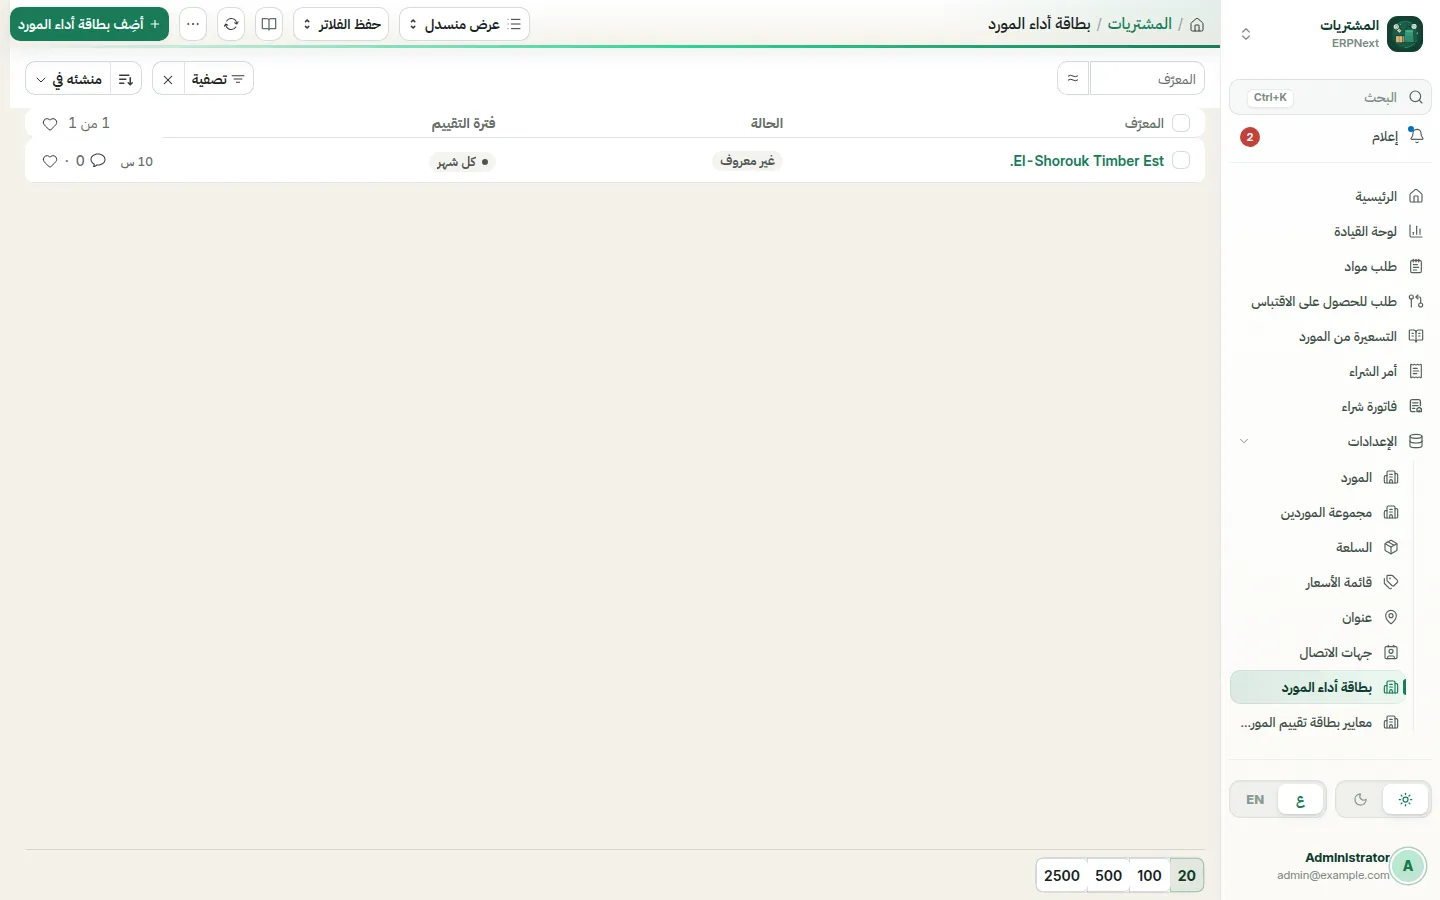 المشتريات
ERPNext
البحث
Ctrl+K
إعلام
2
الرئيسية
لوحة القيادة
طلب مواد
طلب للحصول على الاقتباس
التسعيرة من المورد
أمر الشراء
فاتورة شراء
الإعدادات
المورد
مجموعة الموردين
السلعة
قائمة الأسعار
عنوان
جهات الاتصال
بطاقة أداء المورد
معايير بطاقة تقييم المور...
ع
EN
Administrator
admin@example.com
A
المشتريات / بطاقة أداء المورد
عرض منسدل
حفظ الفلاتر
...
+ أضِف بطاقة أداء المورد
المعرّف
≈
تصفية
×
منشئه في
المعرّف
الحالة
فترة التقييم
1 من 1
El-Shorouk Timber Est.
غير معروف
كل شهر
10 س
0 ·
20
100
500
2500